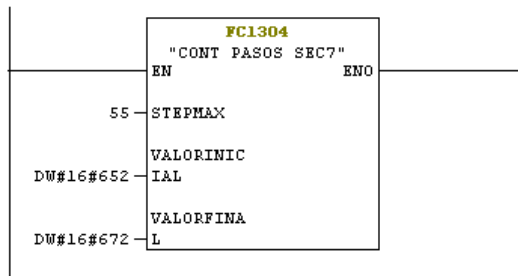 FC1304
"CONT PASOS SEC7"
EN ENO
55 STEPMAX
VALORINIC
DW#16#652 IAL
VALORFINA
DW#16#672 L